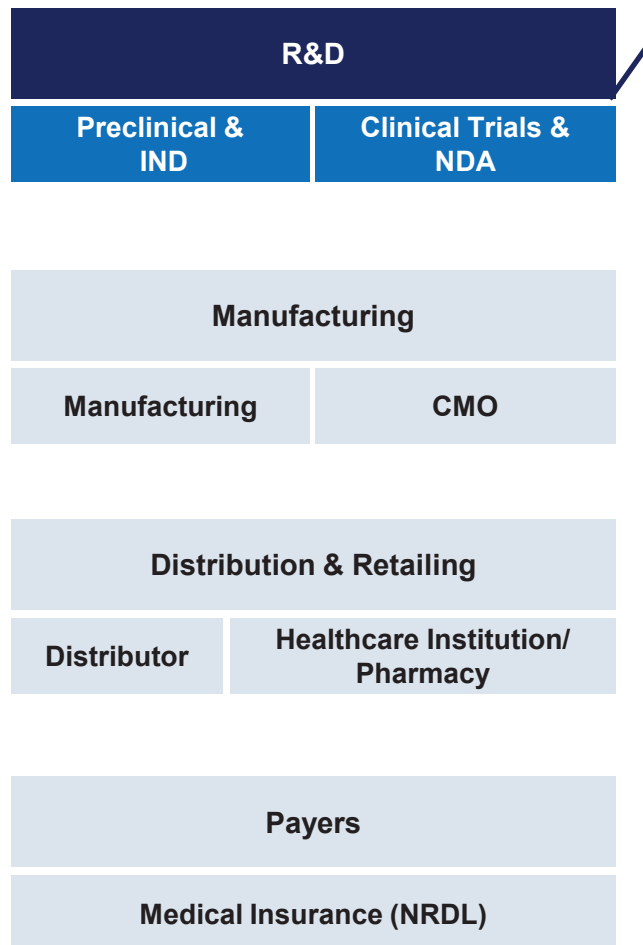 R&D
Preclinical &
IND
Clinical Trials &
NDA
Manufacturing
Manufacturing
CMO
Distribution & Retailing
Distributor
Healthcare Institution/
Pharmacy
Payers
Medical Insurance (NRDL)